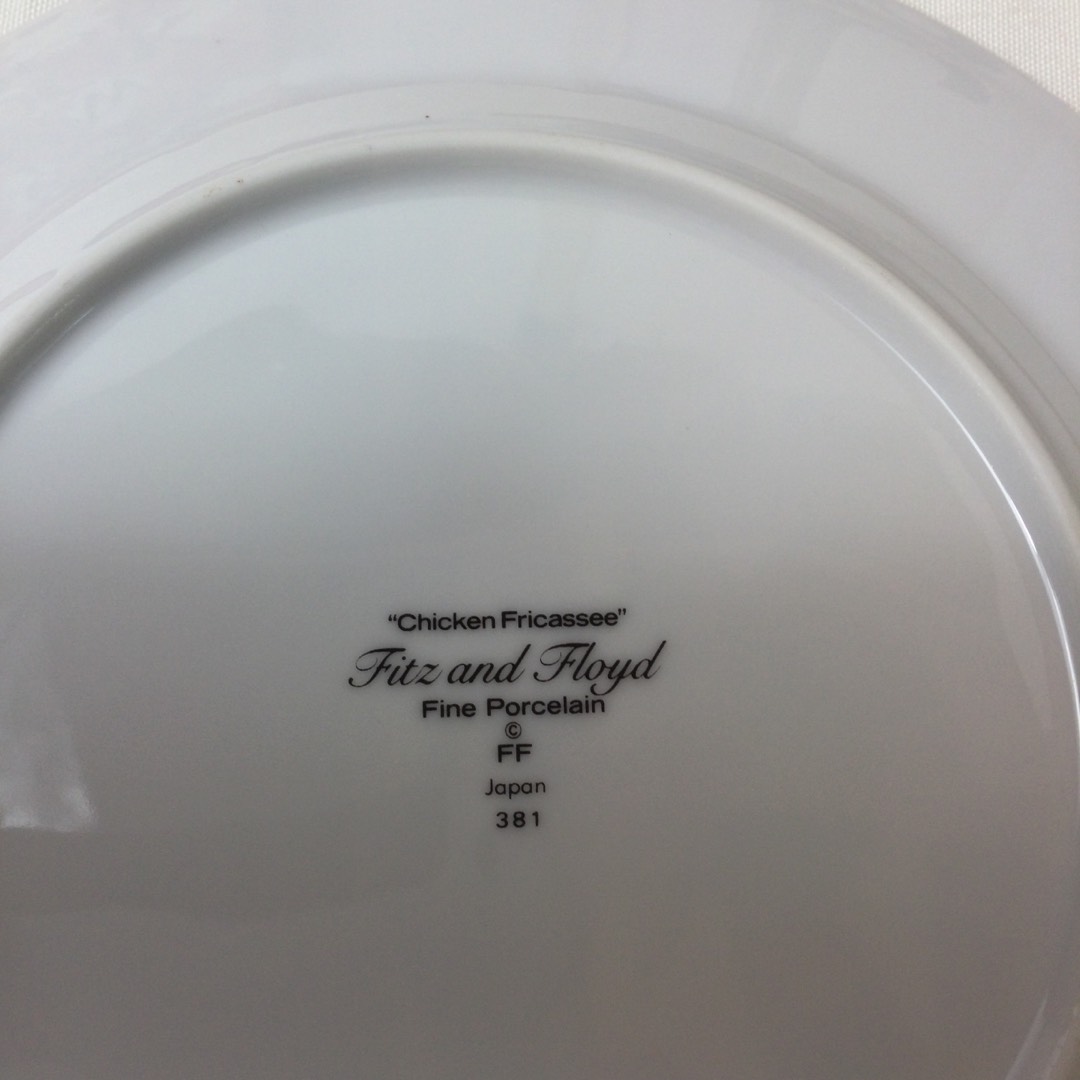 “Chicken Fricassee”
Fitz and Floyd
Fine Porcelain
©
FF
Japan
381